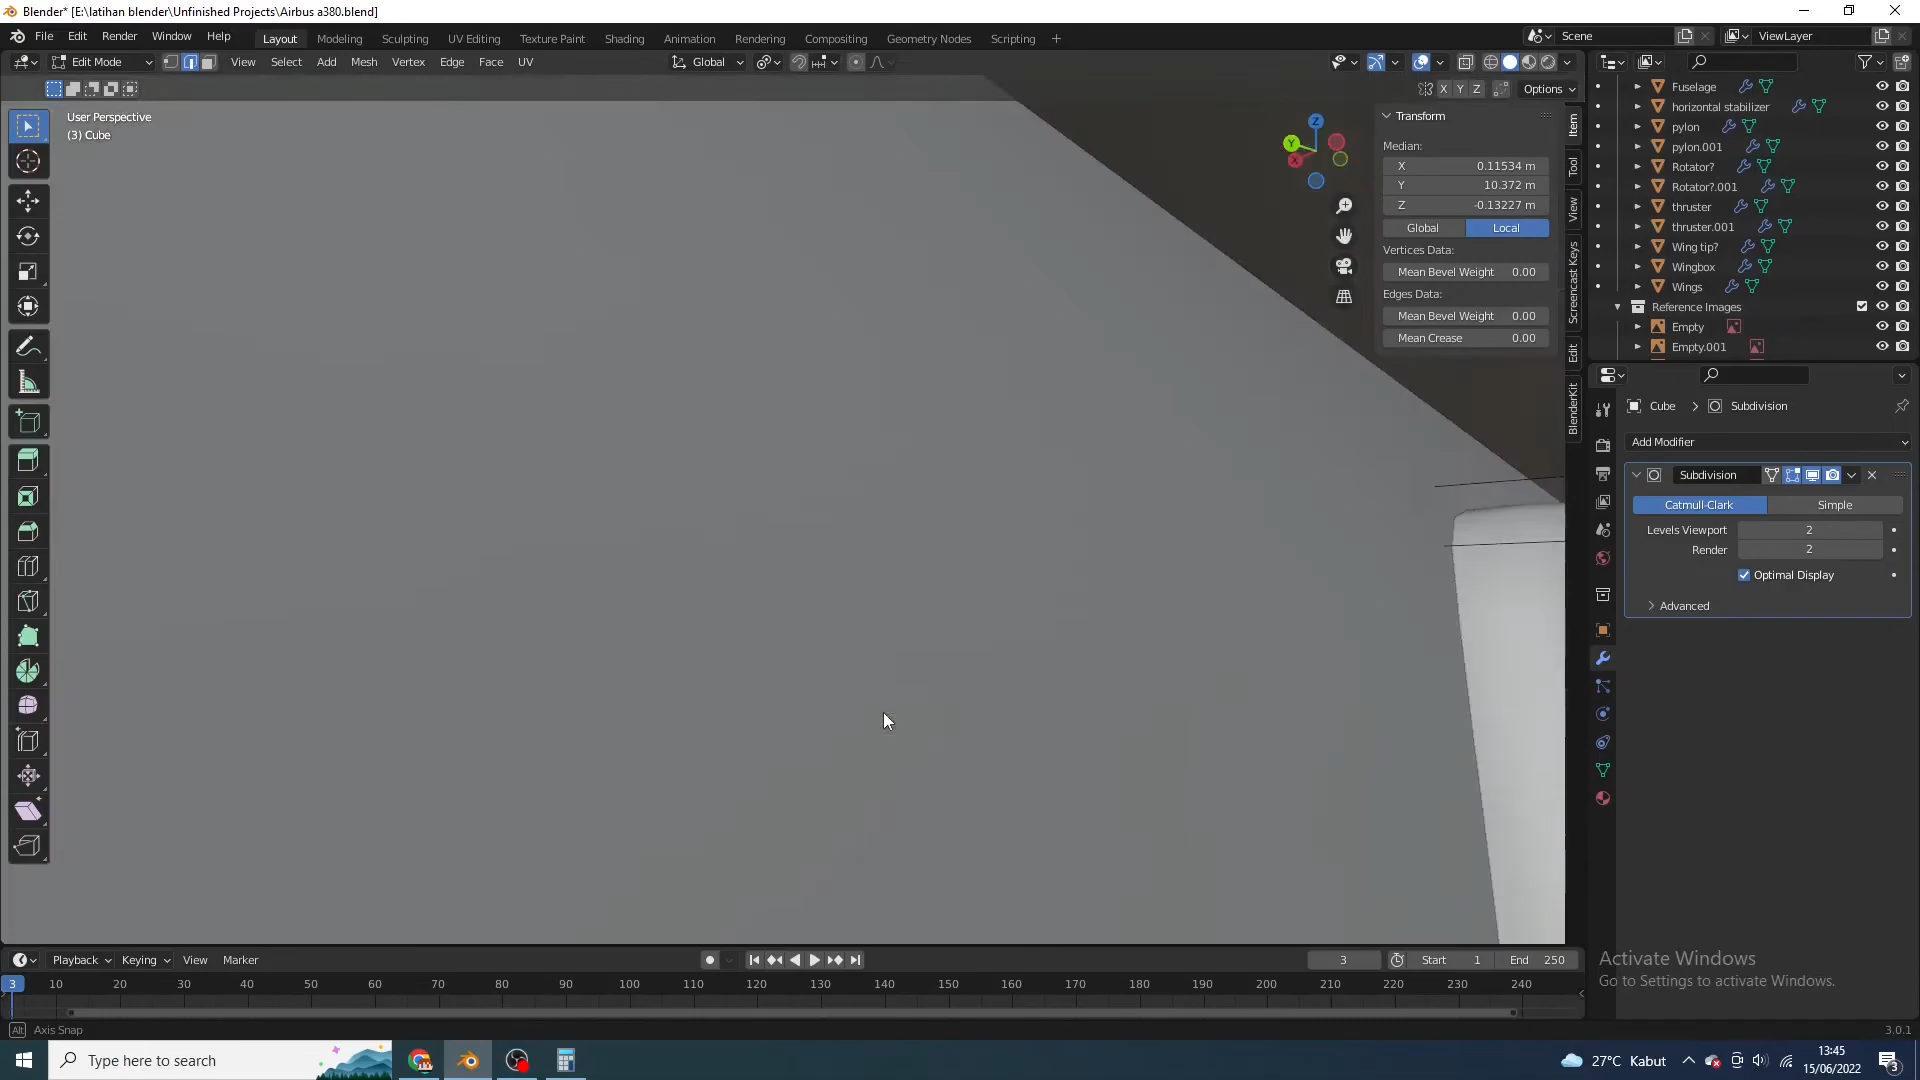 Blender* [E:\latihan blender\Unfinished Projects\Airbus a380.blend]
File Edit Render Window Help Layout Modeling Sculpting UV Editing Texture Paint Shading Animation Rendering Compositing Geometry Nodes Scripting + Scene ViewLayer
Edit Mode View Select Add Mesh Vertex Edge Face UV Global
X Y Z Options
User Perspective
(3) Cube
Z
Y
X
Transform
Median:
X 0.11534 m
Y 10.372 m
Z -0.13227 m
Global Local
Vertices Data:
Mean Bevel Weight 0.00
Edges Data:
Mean Bevel Weight 0.00
Mean Crease 0.00
Item
Tool
View
Screencast Keys
Edit
BlenderKit
Fuselage
horizontal stabilizer
pylon
pylon.001
Rotator?
Rotator?.001
thruster
thruster.001
Wing tip?
Wingbox
Wings
Reference Images
Empty
Empty.001
Cube > Subdivision
Add Modifier
Subdivision
Catmull-Clark Simple
Levels Viewport 2
Render 2
Optimal Display
Advanced
Playback Keying View Marker 3 Start 1 End 250
3 10 20 30 40 50 60 70 80 90 100 110 120 130 140 150 160 170 180 190 200 210 220 230 240
Activate Windows
Go to Settings to activate Windows.
Alt Axis Snap 3.0.1
Type here to search
27°C Kabut
13:45
15/06/2022
3